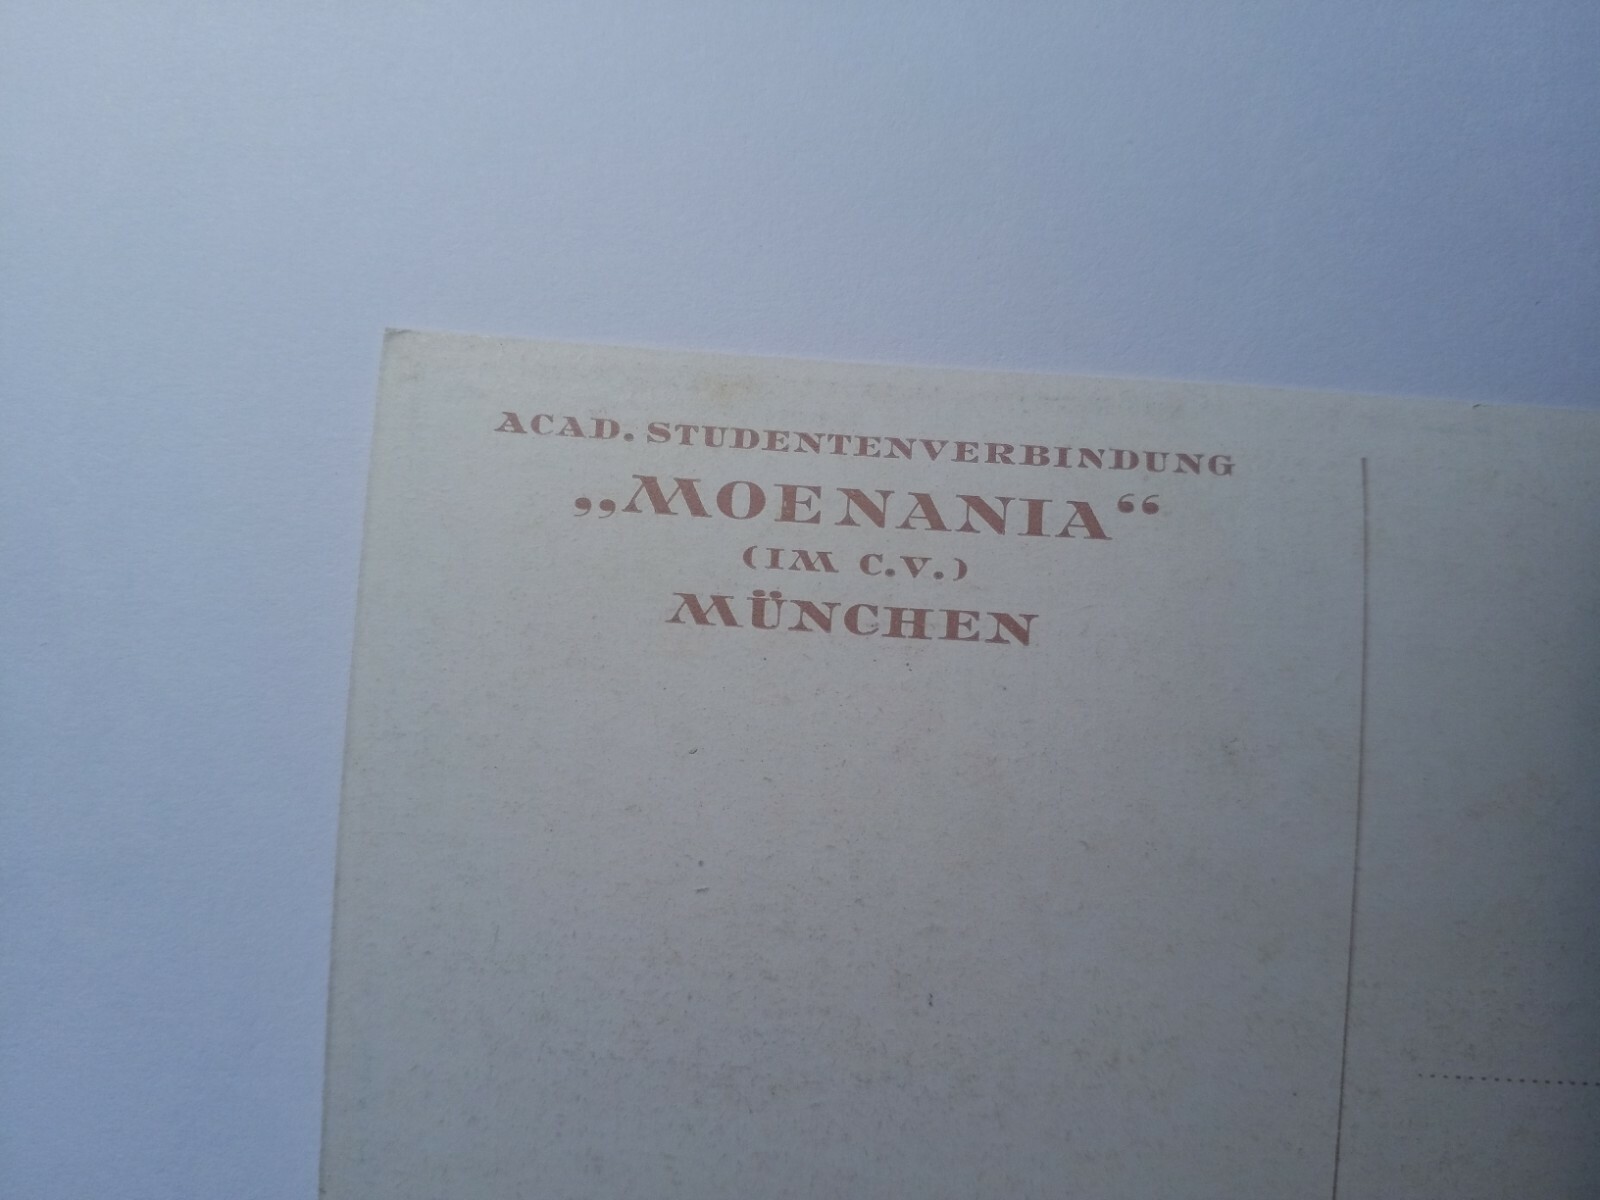 ACAD. STUDENTENVERBINDUNG
„MOENANIA“
(IM C.V.)
MÜNCHEN